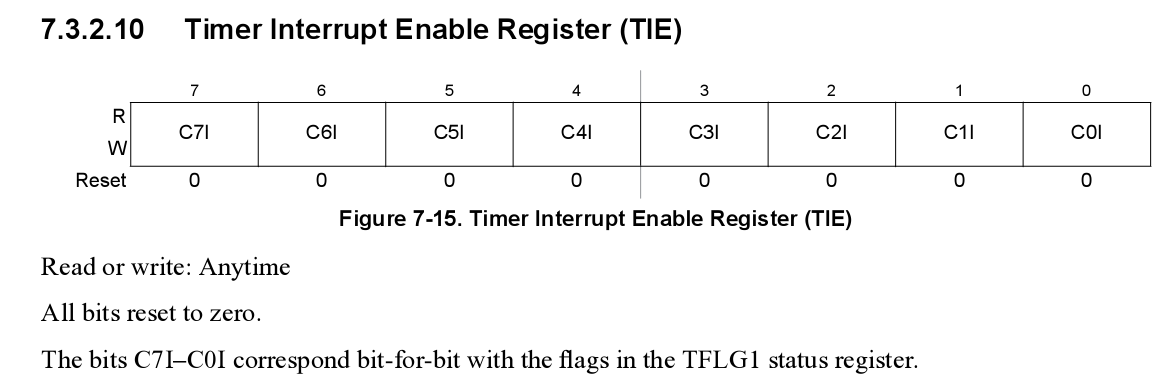 7.3.2.10 Timer Interrupt Enable Register (TIE)
7 6 5 4 3 2 1 0
R
C7I C6I C5I C4I C3I C2I C1I C0I
W
Reset 0 0 0 0 0 0 0 0
Figure 7-15. Timer Interrupt Enable Register (TIE)
Read or write: Anytime
All bits reset to zero.
The bits C7I–C0I correspond bit-for-bit with the flags in the TFLG1 status register.